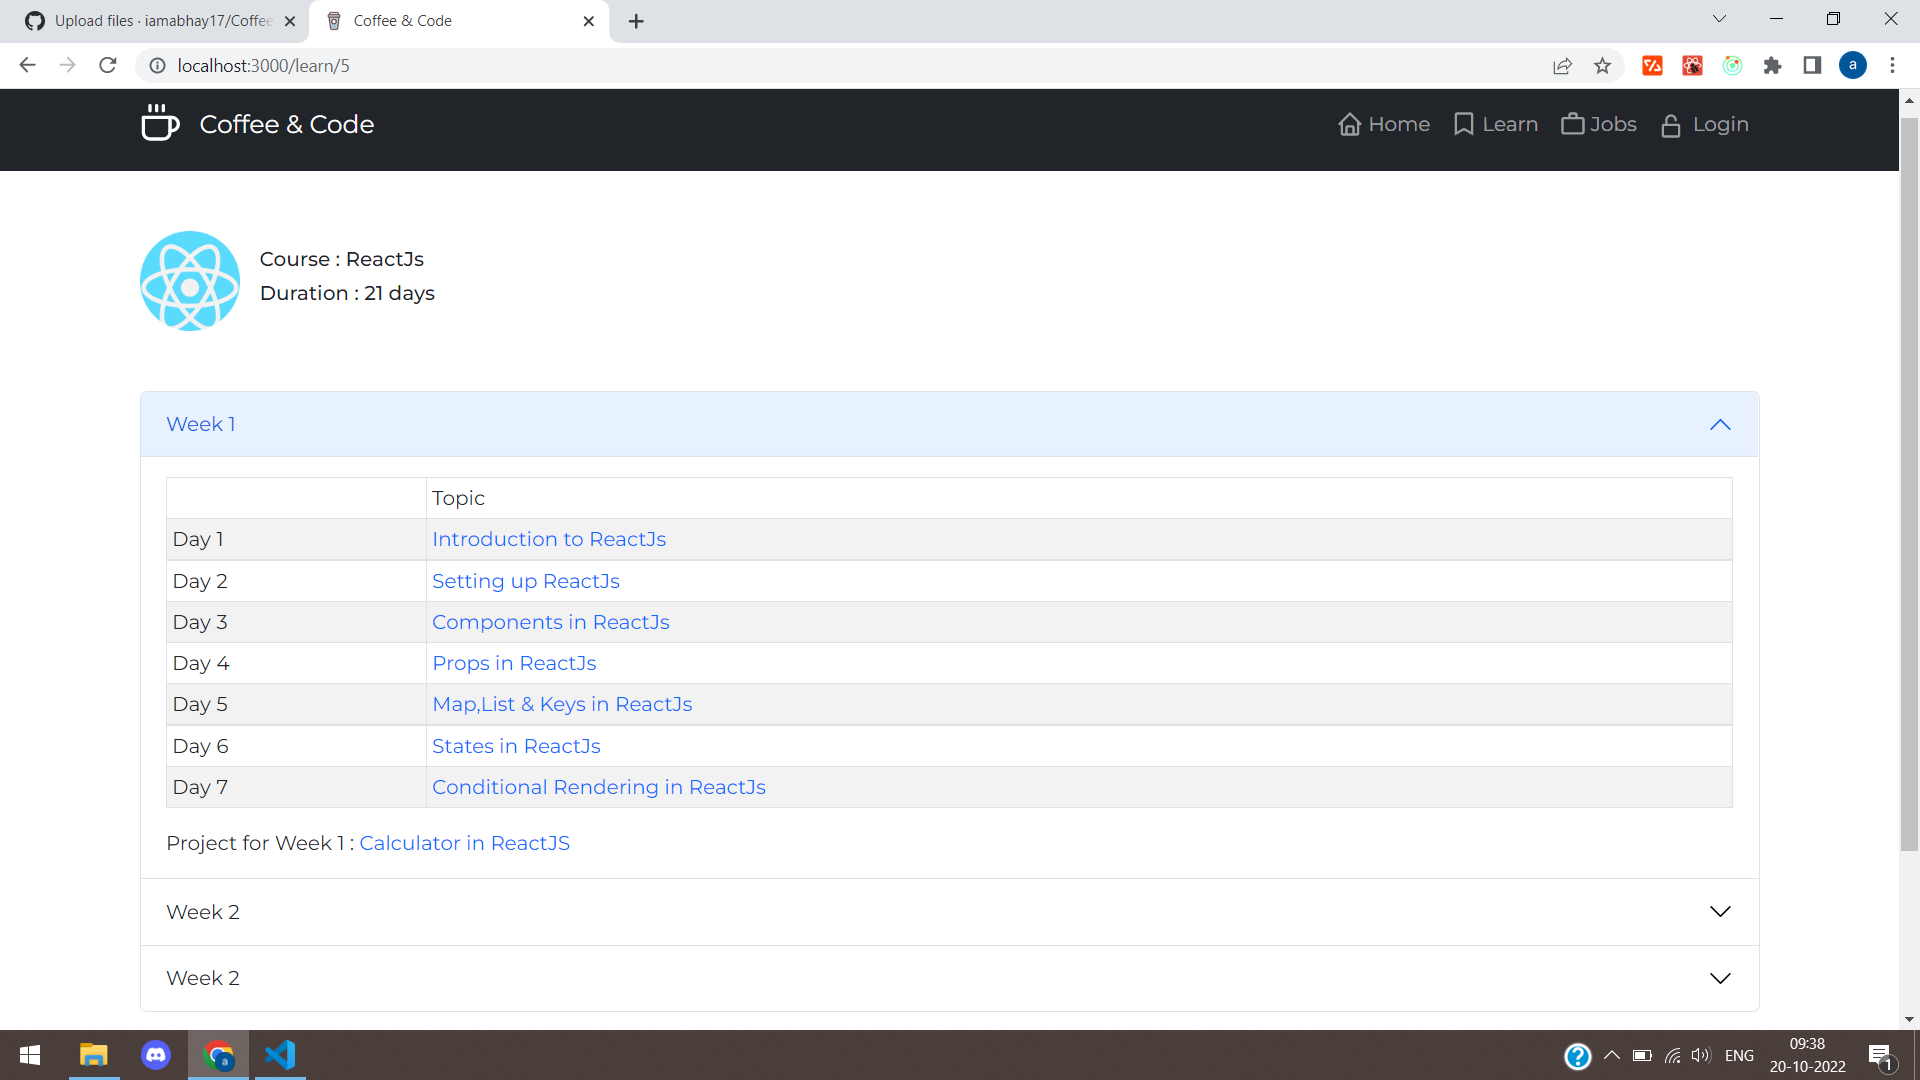 Upload files · iamabhay17/Coffee
Coffee & Code
localhost:3000/learn/5
a
Coffee & Code
Home
Learn
Jobs
Login
Course : ReactJs
Duration : 21 days
Week 1
Topic
Day 1 Introduction to ReactJs
Day 2 Setting up ReactJs
Day 3 Components in ReactJs
Day 4 Props in ReactJs
Day 5 Map,List & Keys in ReactJs
Day 6 States in ReactJs
Day 7 Conditional Rendering in ReactJs
Project for Week 1 : Calculator in ReactJS
Week 2
Week 2
a
?
ENG
09:38
20-10-2022
1